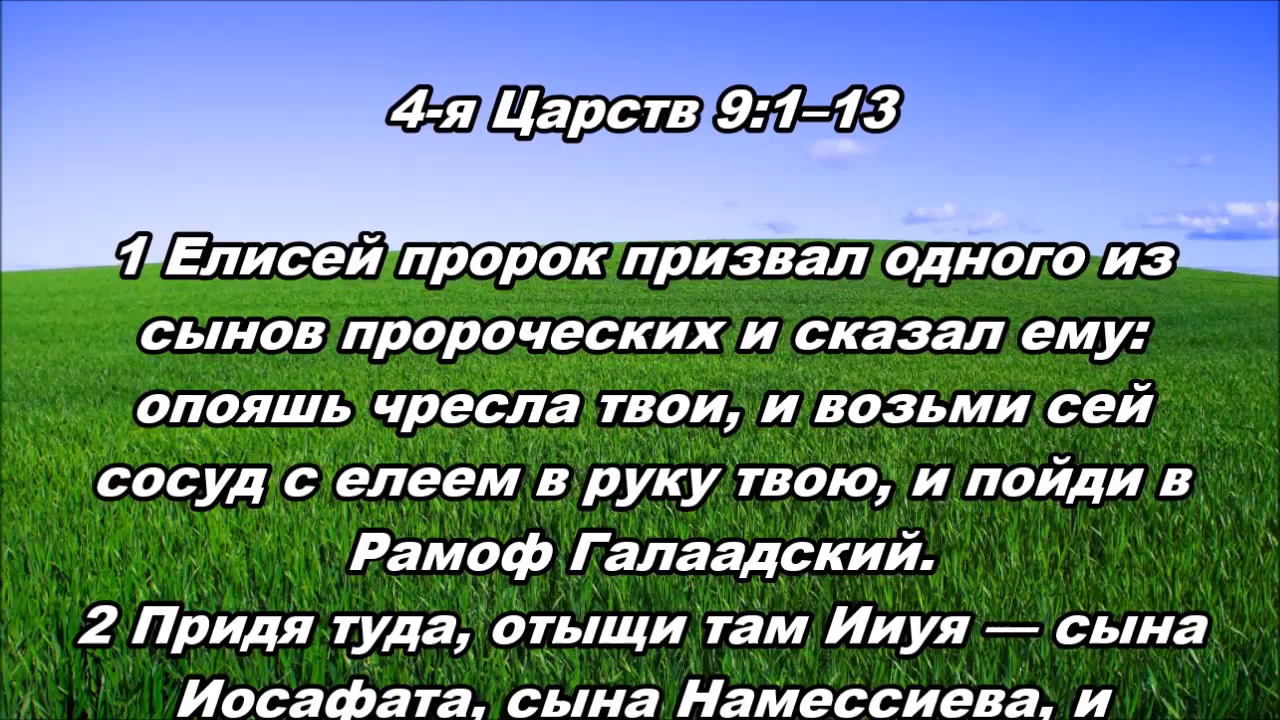 4-я Царств 9:1–13
1 Елисей пророк призвал одного из
сынов пророческих и сказал ему:
опояшь чресла твои, и возьми сей
сосуд с елеем в руку твою, и пойди в
Рамоф Галаадский.
2 Придя туда, отыщи там Ииуя — сына
Иосафата, сына Намессиева, и